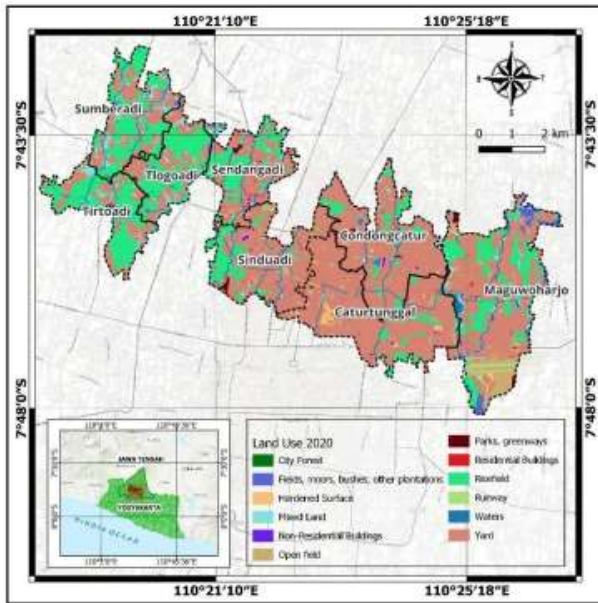 110°21'10"E
110°25'18"E
7°43'30"S
7°43'30"S
0 1 2 km
Sumberadi
Tlogoadi
Sendangadi
Tirtoadi
Sinduadi
Condongcatur
Maguwoharjo
Caturtunggal
7°48'0"S
7°48'0"S
JAWA TENGAH
YOGYAKARTA
Land Use 2020
City Forest
Fields, moors, bushes, other plantations
Hardened Surface
Mixed Land
Non-Residential Buildings
Open field
Parks, greenways
Residential Buildings
Ricefield
Runway
Waters
Yard
110°21'10"E
110°25'18"E